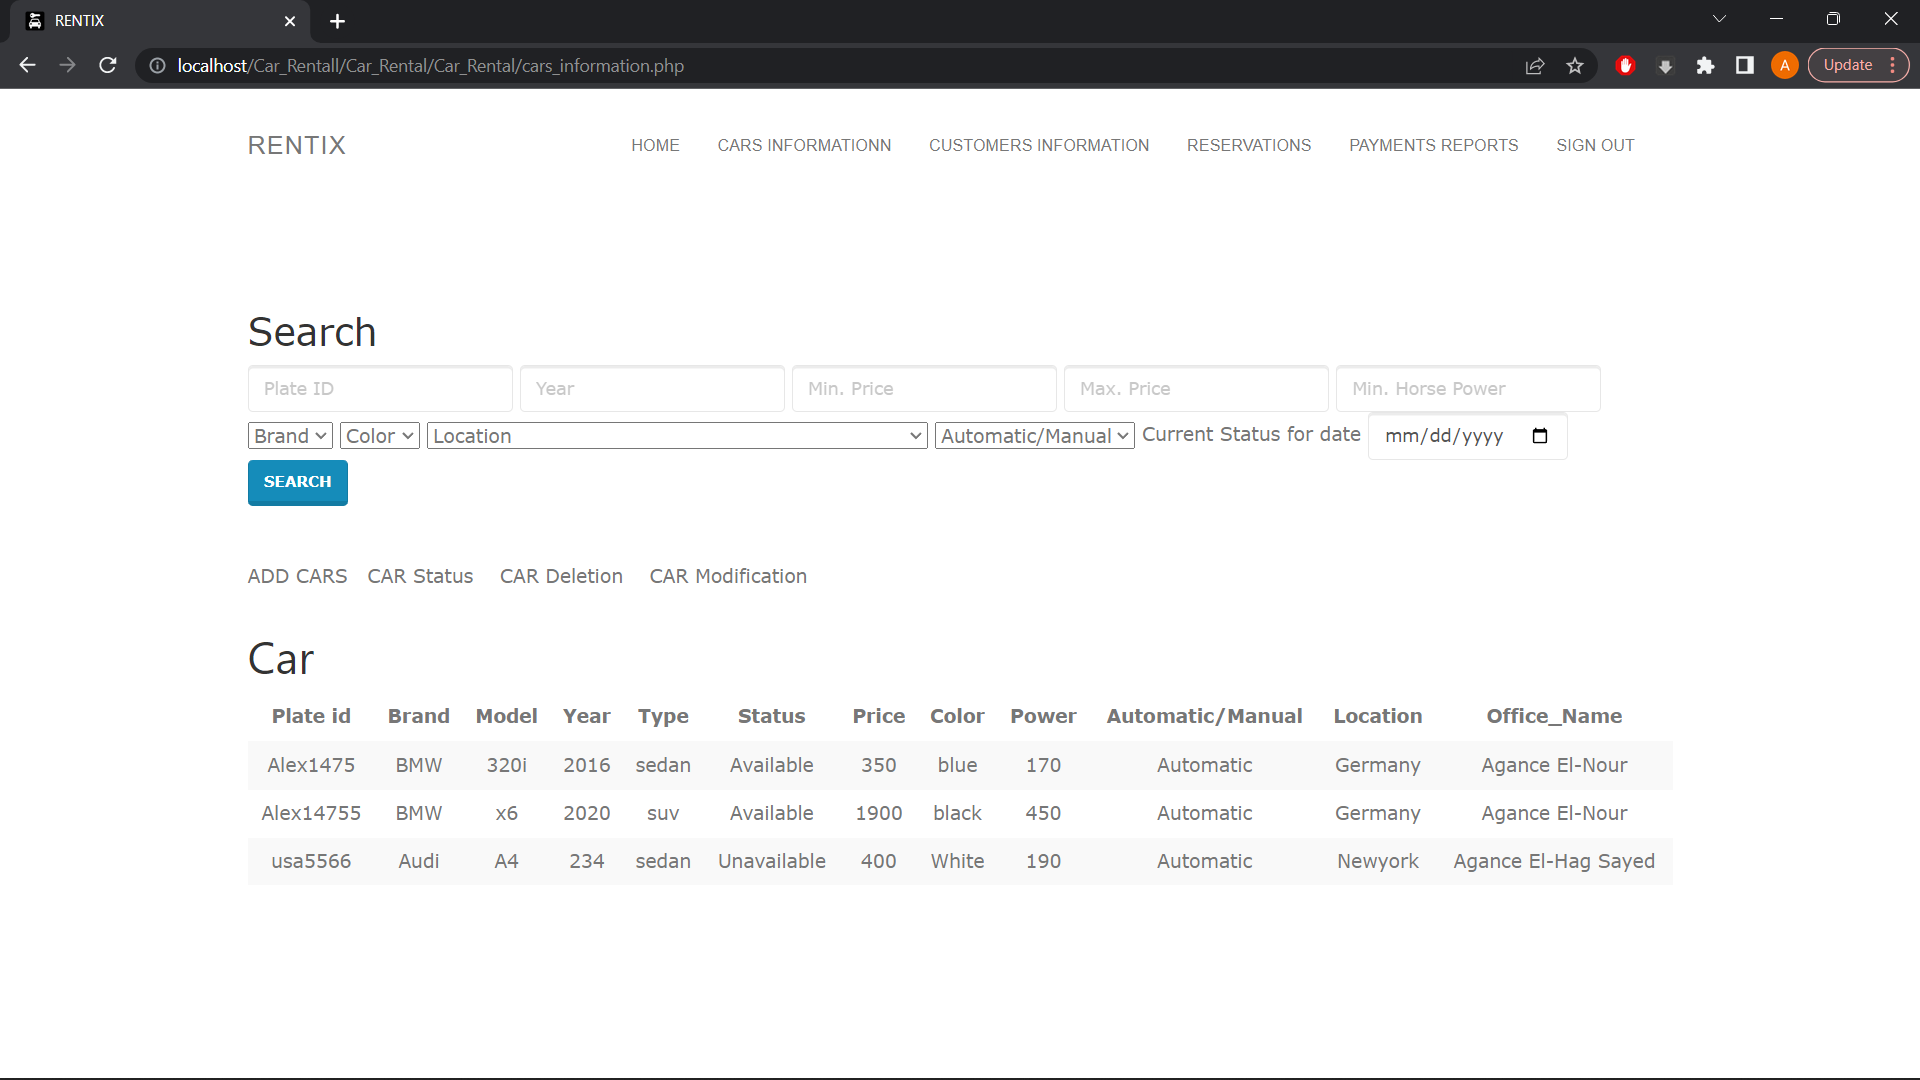 RENTIX
localhost/Car_Rentall/Car_Rental/Car_Rental/cars_information.php
A
Update
RENTIX HOME CARS INFORMATIONN CUSTOMERS INFORMATION RESERVATIONS PAYMENTS REPORTS SIGN OUT
Search
Plate ID Year Min. Price Max. Price Min. Horse Power
Brand Color Location Automatic/Manual Current Status for date mm/dd/yyyy
SEARCH
ADD CARS CAR Status CAR Deletion CAR Modification
Car
Plate id Brand Model Year Type Status Price Color Power Automatic/Manual Location Office_Name
Alex1475 BMW 320i 2016 sedan Available 350 blue 170 Automatic Germany Agance El-Nour
Alex14755 BMW x6 2020 suv Available 1900 black 450 Automatic Germany Agance El-Nour
usa5566 Audi A4 234 sedan Unavailable 400 White 190 Automatic Newyork Agance El-Hag Sayed